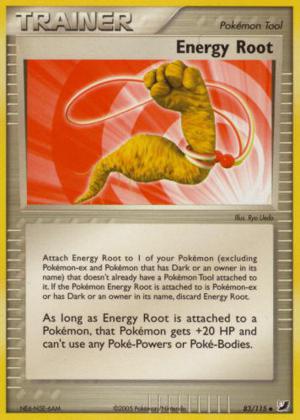 TRAINER
Pokémon Tool
Energy Root
Illus. Ryo Ueda
Attach Energy Root to 1 of your Pokémon (excluding
Pokémon-ex and Pokémon that has Dark or an owner in its
name) that doesn't already have a Pokémon Tool attached to
it. If the Pokémon Energy Root is attached to is Pokémon-ex
or has Dark or an owner in its name, discard Energy Root.
As long as Energy Root is attached to a
Pokémon, that Pokémon gets +20 HP and
can't use any Poké-Powers or Poké-Bodies.
NE6-N5E-6AM
©2005 Pokémon/Nintendo
83/115